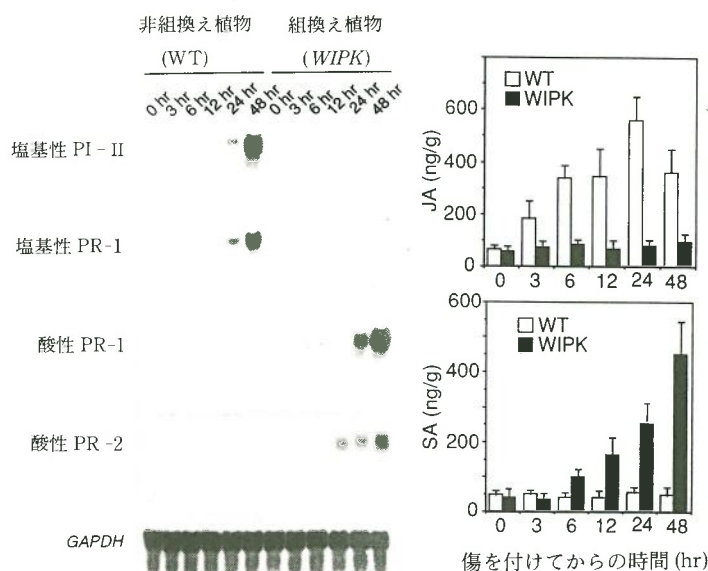 非組換え植物 組換え植物
(WT) (WIPK)
0 hr 3 hr 6 hr 12 hr 24 hr 48 hr 0 hr 3 hr 6 hr 12 hr 24 hr 48 hr
塩基性 PI - II
塩基性 PR-1
酸性 PR-1
酸性 PR -2
GAPDH
WT
WIPK
JA (ng/g)
600
400
200
0
0 3 6 12 24 48
WT
WIPK
SA (ng/g)
600
400
200
0
0 3 6 12 24 48
傷を付けてからの時間 (hr)